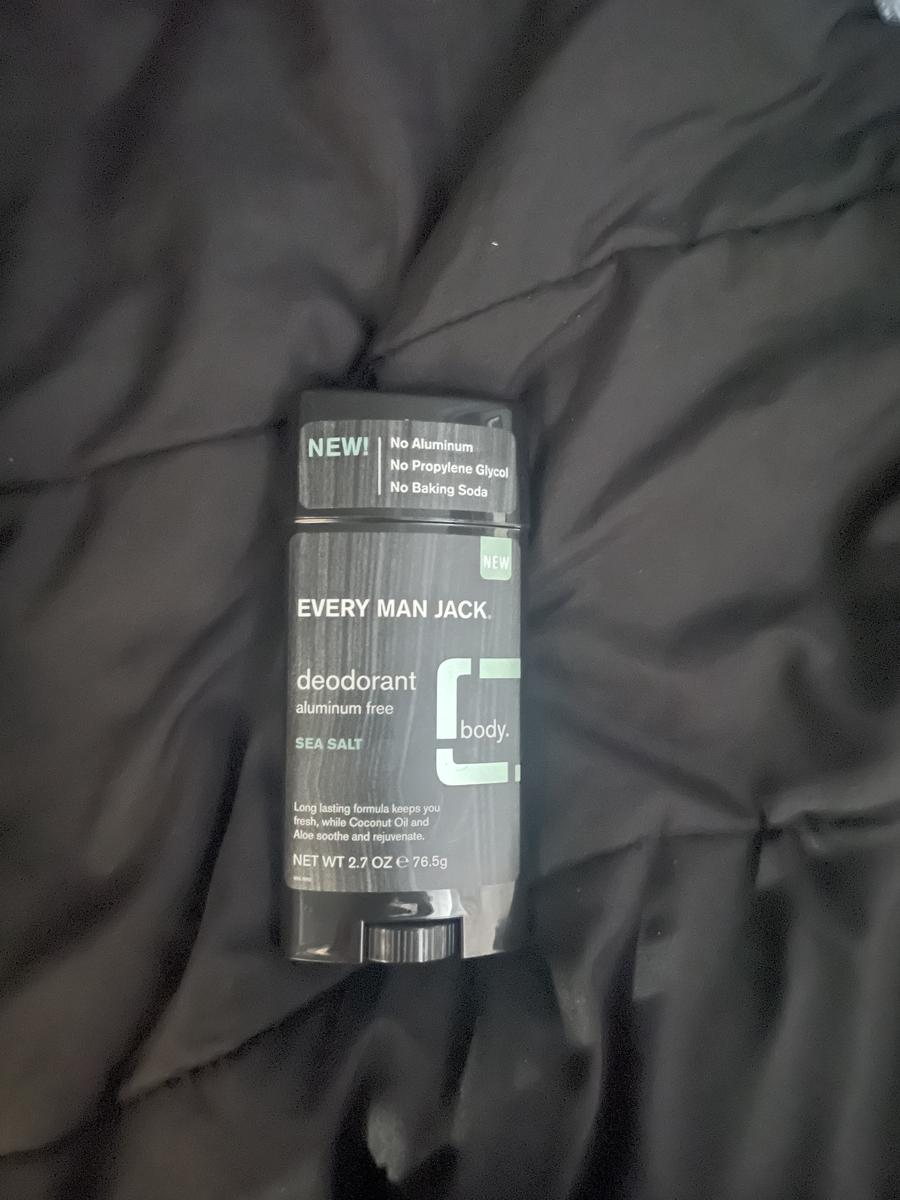 NEW!
No Aluminum
No Propylene Glycol
No Baking Soda
NEW
EVERY MAN JACK.
deodorant
aluminum free
SEA SALT
body.
Long lasting formula keeps you
fresh, while Coconut Oil and
Aloe soothe and rejuvenate.
NET WT 2.7 OZ ℮ 76.5g